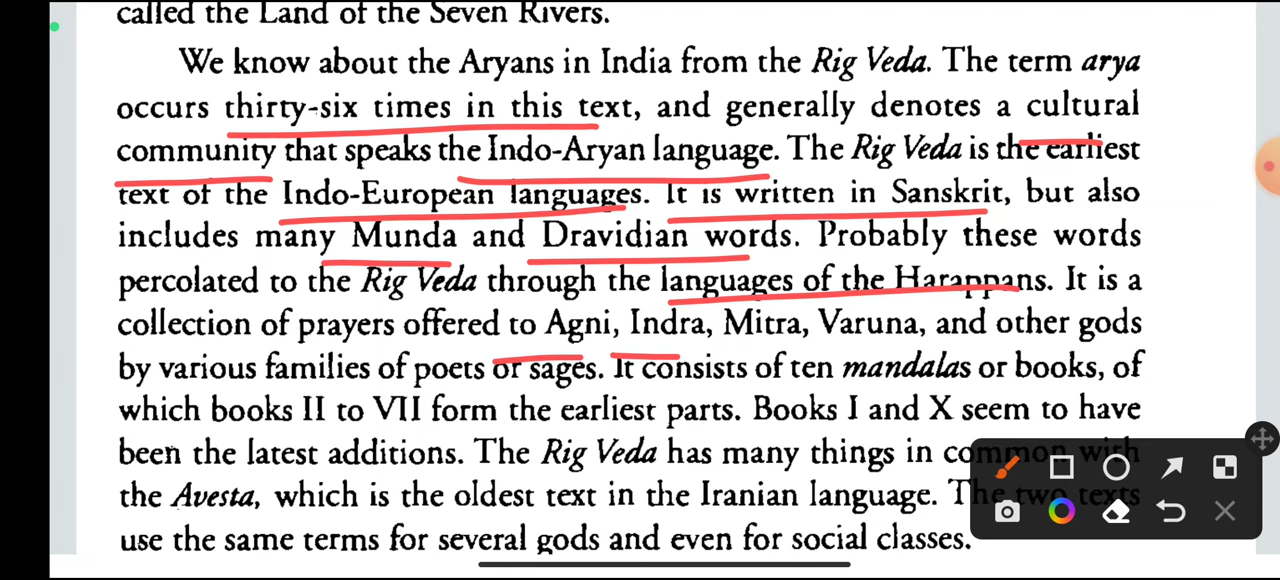 called the Land of the Seven Rivers.
We know about the Aryans in India from the Rig Veda. The term arya
occurs thirty-six times in this text, and generally denotes a cultural
community that speaks the Indo-Aryan language. The Rig Veda is the earliest
text of the Indo-European languages. It is written in Sanskrit, but also
includes many Munda and Dravidian words. Probably these words
percolated to the Rig Veda through the languages of the Harappans. It is a
collection of prayers offered to Agni, Indra, Mitra, Varuna, and other gods
by various families of poets or sages. It consists of ten mandalas or books, of
which books II to VII form the earliest parts. Books I and X seem to have
been the latest additions. The Rig Veda has many things in common with
the Avesta, which is the oldest text in the Iranian language. The two texts
use the same terms for several gods and even for social classes.